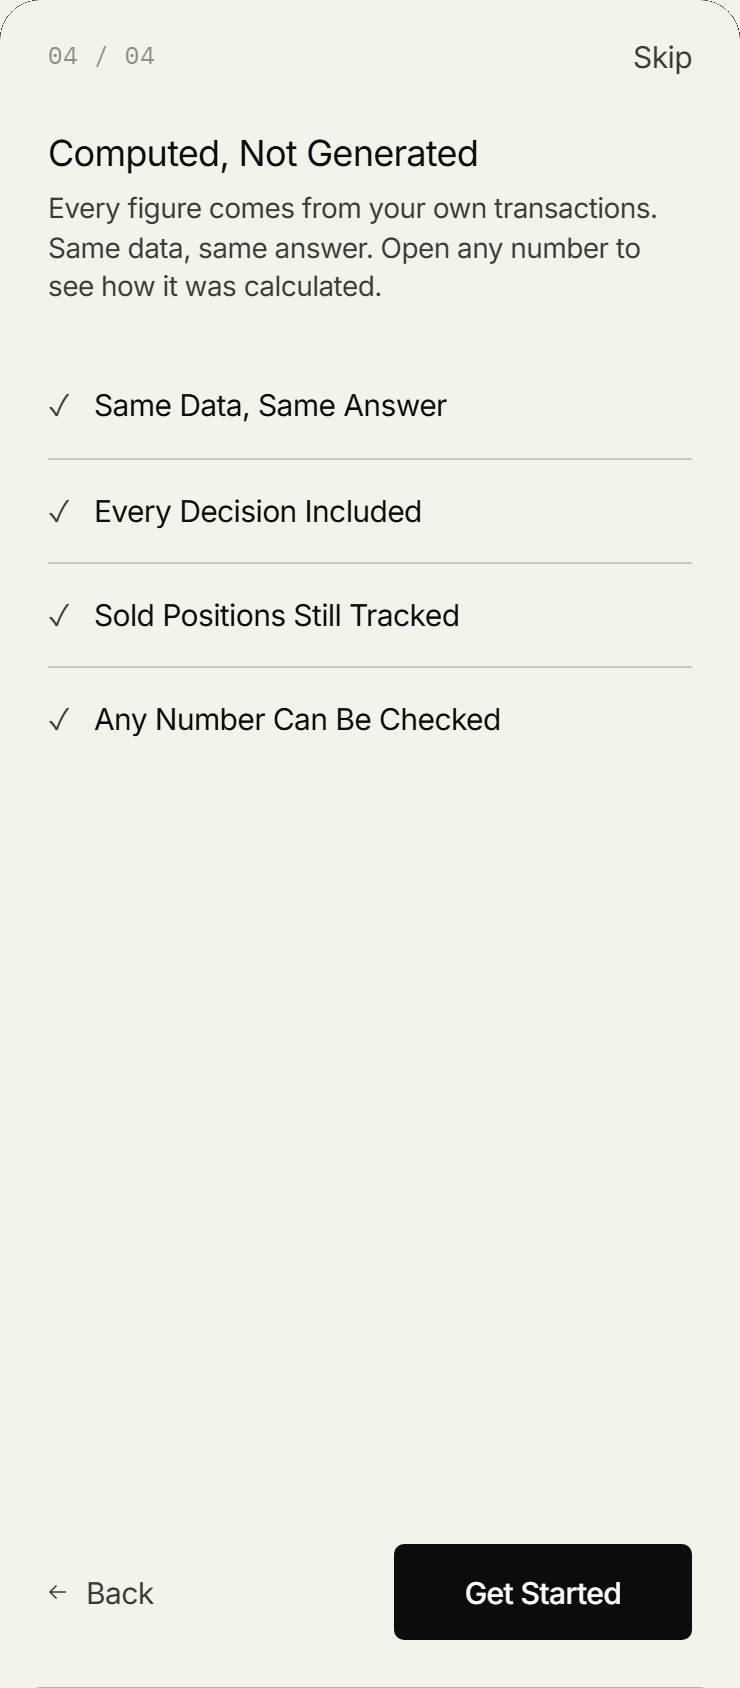 04 / 04
Skip
Computed, Not Generated
Every figure comes from your own transactions.
Same data, same answer. Open any number to
see how it was calculated.
✓ Same Data, Same Answer
✓ Every Decision Included
✓ Sold Positions Still Tracked
✓ Any Number Can Be Checked
← Back
Get Started